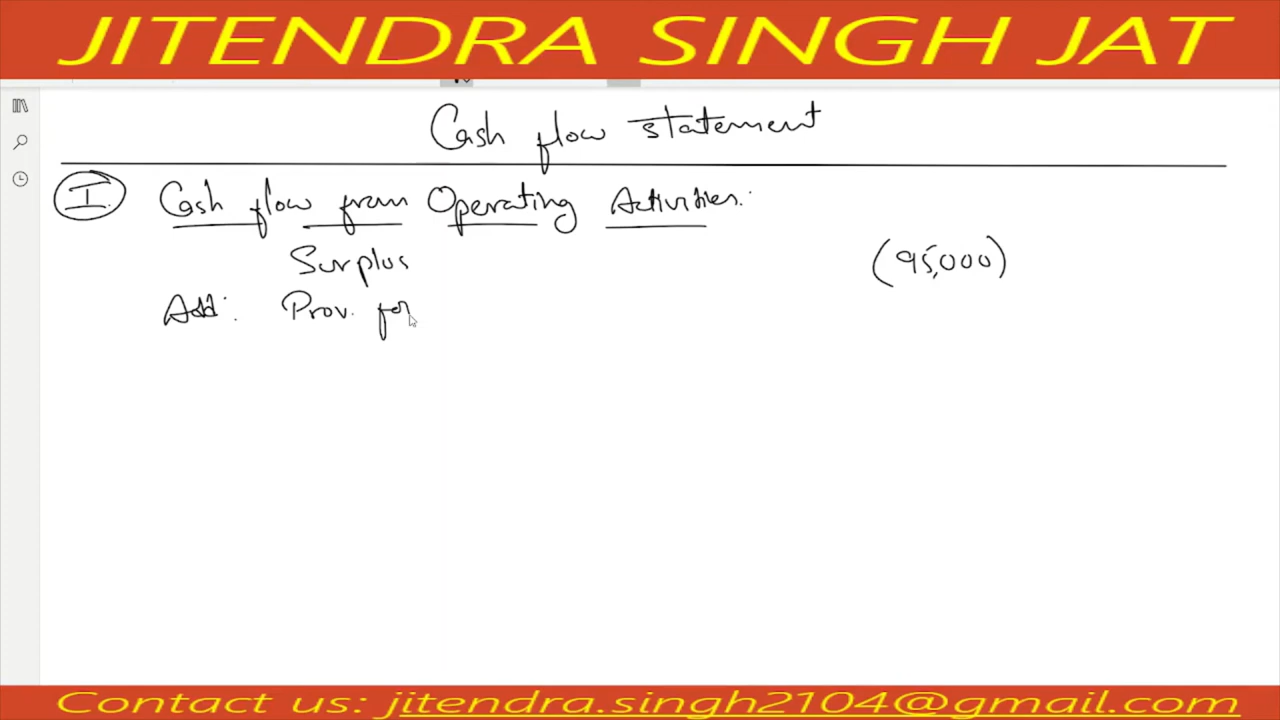 JITENDRA SINGH JAT
Cash flow statement
I. Cash flow from Operating Activities:
Surplus (95,000)
Add: Prov. for
Contact us: jitendra.singh2104@gmail.com